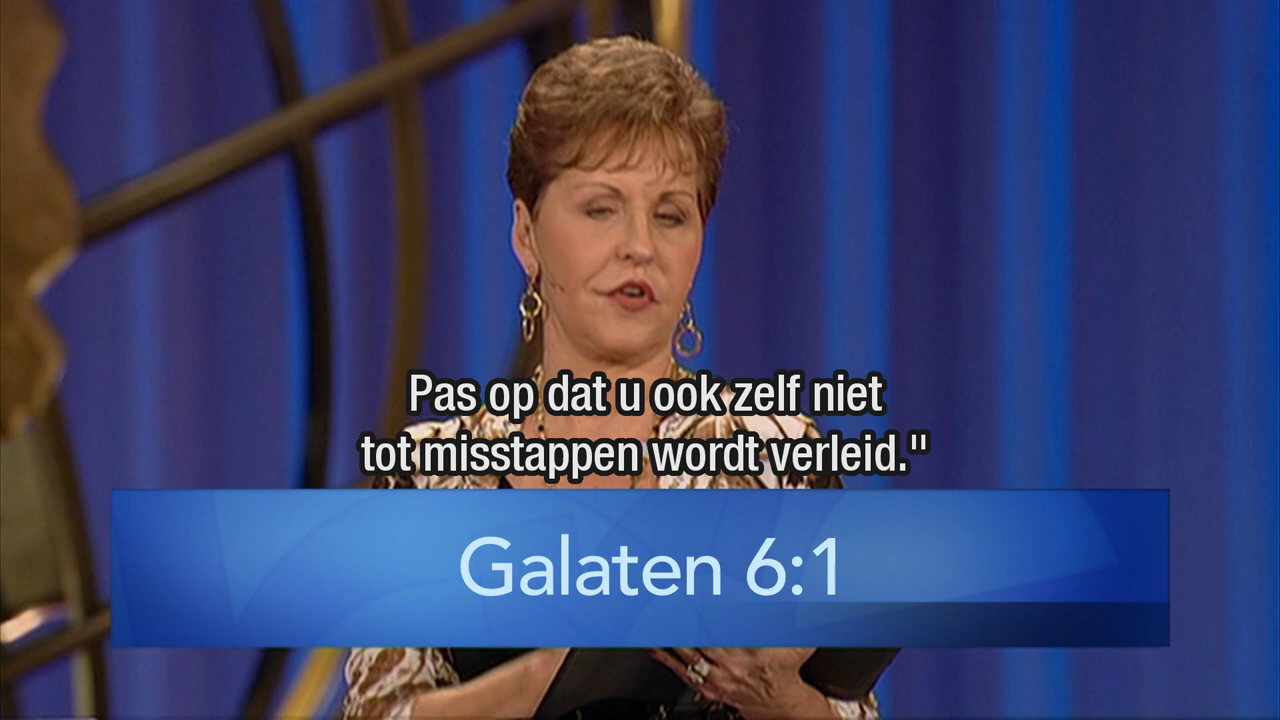 Pas op dat u ook zelf niet
tot misstappen wordt verleid."
Galaten 6:1